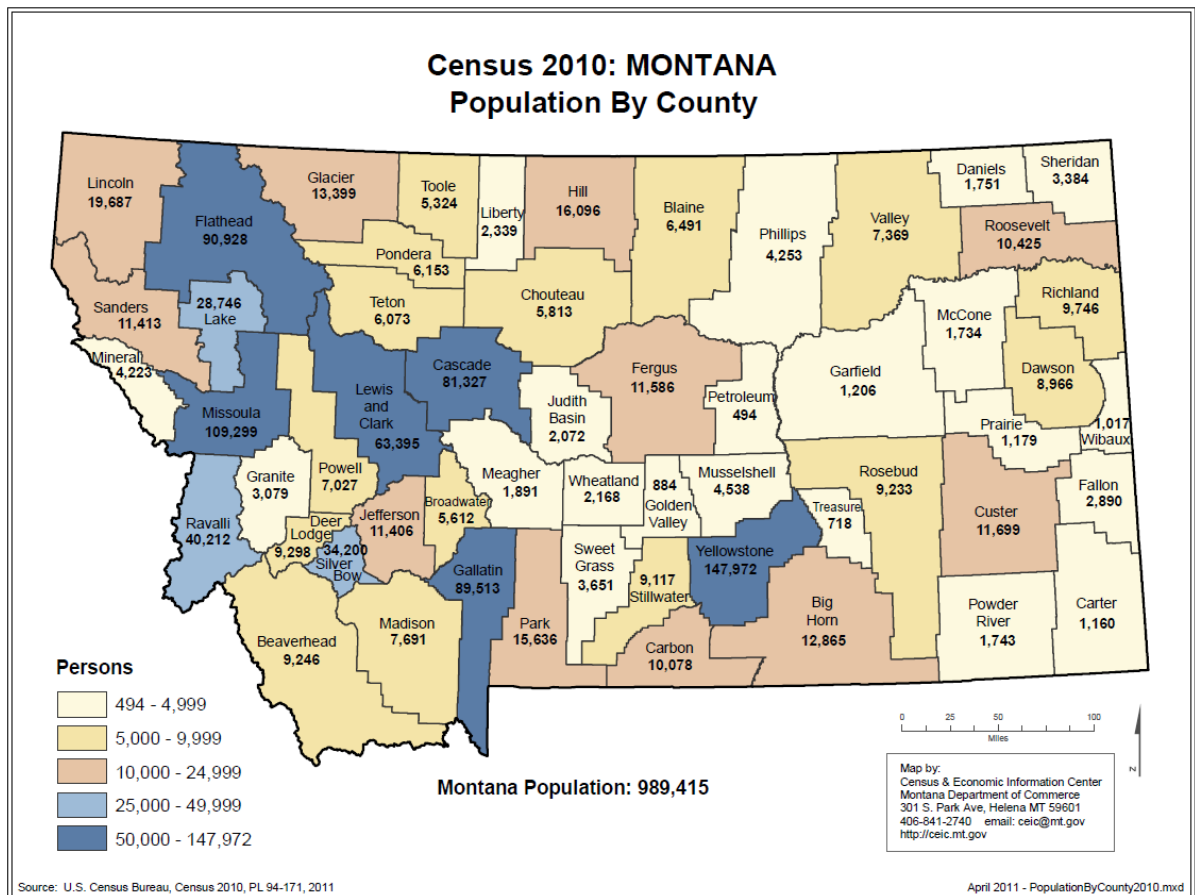 Census 2010: MONTANA
Population By County
Lincoln
19,687
Flathead
90,928
Glacier
13,399
Toole
5,324
Liberty
2,339
Hill
16,096
Blaine
6,491
Phillips
4,253
Valley
7,369
Daniels
1,751
Sheridan
3,384
Roosevelt
10,425
Pondera
6,153
Teton
6,073
Chouteau
5,813
Sanders
11,413
28,746
Lake
Mineral
4,223
Missoula
109,299
Lewis
and
Clark
63,395
Cascade
81,327
Judith
Basin
2,072
Fergus
11,586
Petroleum
494
Garfield
1,206
McCone
1,734
Richland
9,746
Dawson
8,966
Prairie
1,179
1,017
Wibaux
Granite
3,079
Powell
7,027
Meagher
1,891
Wheatland
2,168
884
Golden
Valley
Musselshell
4,538
Rosebud
9,233
Treasure
718
Custer
11,699
Fallon
2,890
Ravalli
40,212
Deer
Lodge
9,298
34,200
Silver
Bow
Jefferson
11,406
Broadwater
5,612
Gallatin
89,513
Sweet
Grass
3,651
9,117
Stillwater
Yellowstone
147,972
Beaverhead
9,246
Madison
7,691
Park
15,636
Carbon
10,078
Big
Horn
12,865
Powder
River
1,743
Carter
1,160
Persons
494 - 4,999
5,000 - 9,999
10,000 - 24,999
25,000 - 49,999
50,000 - 147,972
Montana Population: 989,415
0 25 50 100
Miles
N
Map by:
Census & Economic Information Center
Montana Department of Commerce
301 S. Park Ave, Helena MT 59601
406-841-2740 email: ceic@mt.gov
http://ceic.mt.gov
Source: U.S. Census Bureau, Census 2010, PL 94-171, 2011
April 2011 - PopulationByCounty2010.mxd